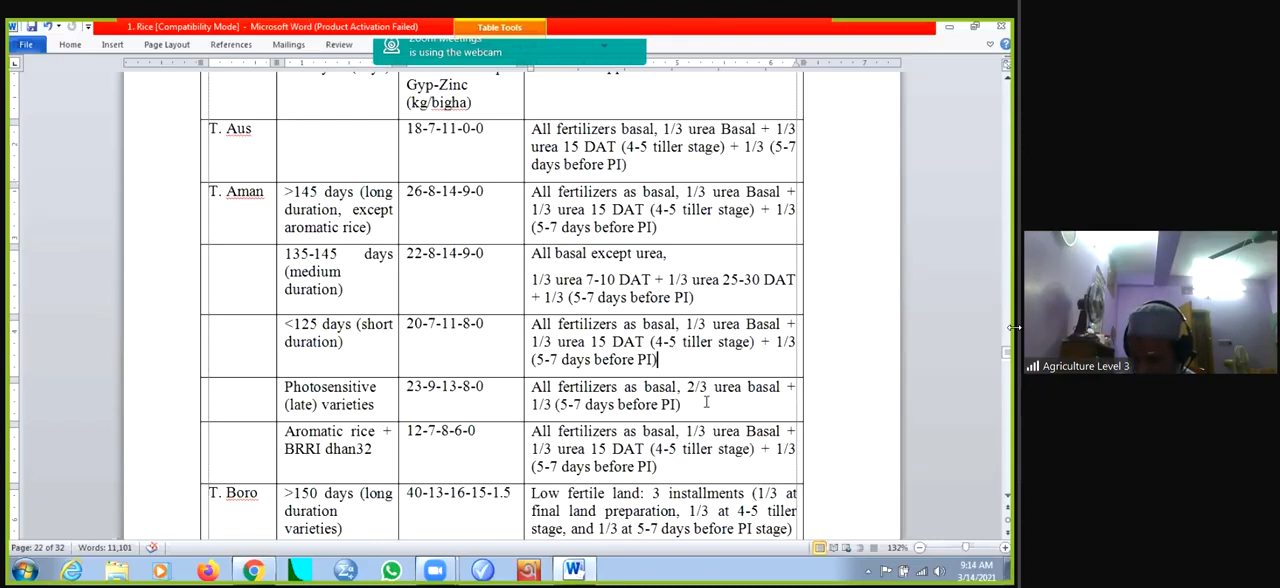 1. Rice [Compatibility Mode] - Microsoft Word (Product Activation Failed)
Table Tools
File Home Insert Page Layout References Mailings Review
is using the webcam
Gyp-Zinc
(kg/bigha)
T. Aus 18-7-11-0-0 All fertilizers basal, 1/3 urea Basal + 1/3
urea 15 DAT (4-5 tiller stage) + 1/3 (5-7
days before PI)
T. Aman >145 days (long 26-8-14-9-0 All fertilizers as basal, 1/3 urea Basal +
duration, except 1/3 urea 15 DAT (4-5 tiller stage) + 1/3
aromatic rice) (5-7 days before PI)
135-145 days 22-8-14-9-0 All basal except urea,
(medium 1/3 urea 7-10 DAT + 1/3 urea 25-30 DAT
duration) + 1/3 (5-7 days before PI)
<125 days (short 20-7-11-8-0 All fertilizers as basal, 1/3 urea Basal +
duration) 1/3 urea 15 DAT (4-5 tiller stage) + 1/3
(5-7 days before PI)
Photosensitive 23-9-13-8-0 All fertilizers as basal, 2/3 urea basal +
(late) varieties 1/3 (5-7 days before PI)
Aromatic rice + 12-7-8-6-0 All fertilizers as basal, 1/3 urea Basal +
BRRI dhan32 1/3 urea 15 DAT (4-5 tiller stage) + 1/3
(5-7 days before PI)
T. Boro >150 days (long 40-13-16-15-1.5 Low fertile land: 3 installments (1/3 at
duration final land preparation, 1/3 at 4-5 tiller
varieties) stage, and 1/3 at 5-7 days before PI stage)
Agriculture Level 3
Page: 22 of 32 Words: 11,101 132%
9:14 AM
3/14/2021